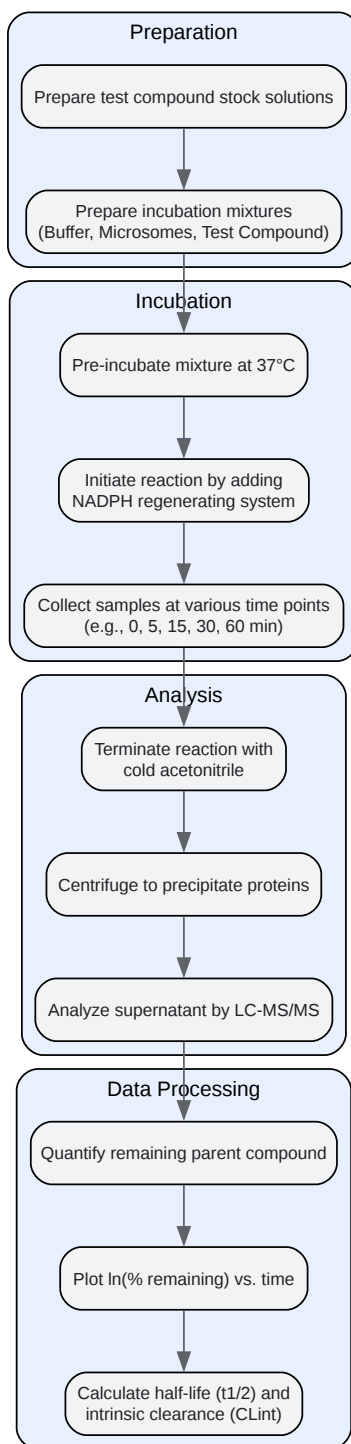 Preparation
Prepare test compound stock solutions
Prepare incubation mixtures
(Buffer, Microsomes, Test Compound)
Incubation
Pre-incubate mixture at 37°C
Initiate reaction by adding
NADPH regenerating system
Collect samples at various time points
(e.g., 0, 5, 15, 30, 60 min)
Analysis
Terminate reaction with
cold acetonitrile
Centrifuge to precipitate proteins
Analyze supernatant by LC-MS/MS
Data Processing
Quantify remaining parent compound
Plot ln(% remaining) vs. time
Calculate half-life (t1/2) and
intrinsic clearance (CLint)